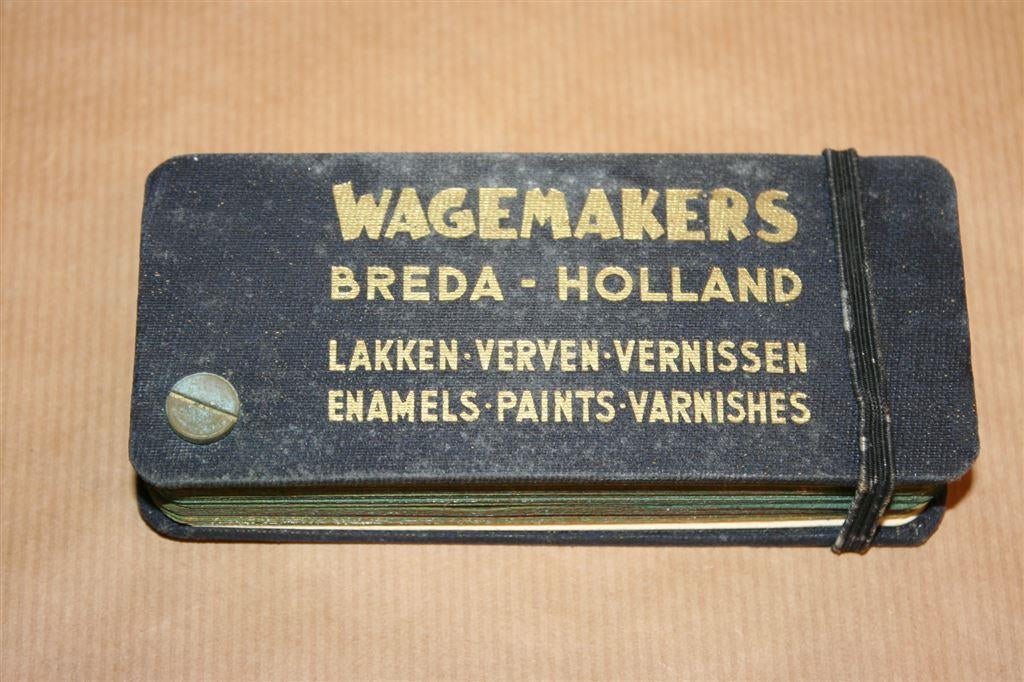 WAGEMAKERS
BREDA - HOLLAND
LAKKEN·VERVEN·VERNISSEN
ENAMELS·PAINTS·VARNISHES